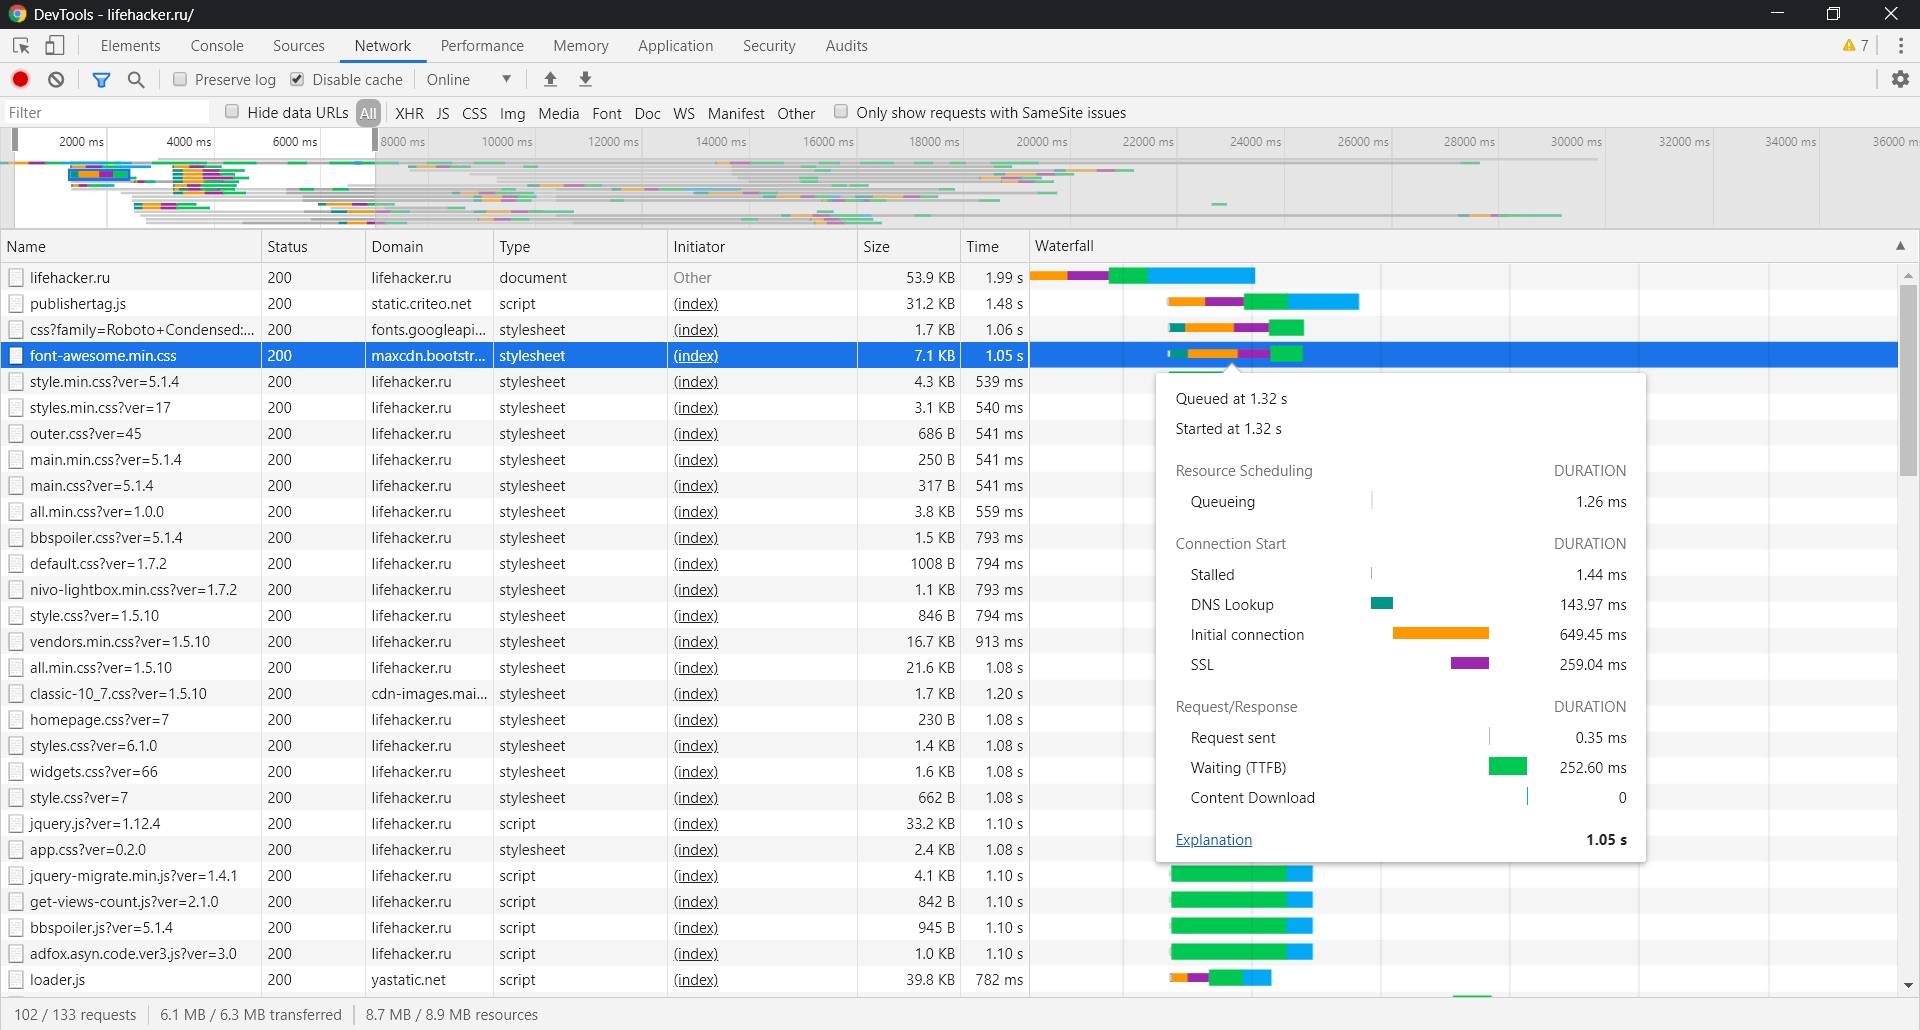 DevTools - lifehacker.ru/
Elements Console Sources Network Performance Memory Application Security Audits 7
Preserve log Disable cache Online
Filter Hide data URLs All XHR JS CSS Img Media Font Doc WS Manifest Other Only show requests with SameSite issues
2000 ms 4000 ms 6000 ms 8000 ms 10000 ms 12000 ms 14000 ms 16000 ms 18000 ms 20000 ms 22000 ms 24000 ms 26000 ms 28000 ms 30000 ms 32000 ms 34000 ms 36000 m
Name Status Domain Type Initiator Size Time Waterfall
lifehacker.ru 200 lifehacker.ru document Other 53.9 KB 1.99 s
publishertag.js 200 static.criteo.net script (index) 31.2 KB 1.48 s
css?family=Roboto+Condensed:... 200 fonts.googleapi... stylesheet (index) 1.7 KB 1.06 s
font-awesome.min.css 200 maxcdn.bootstr... stylesheet (index) 7.1 KB 1.05 s
style.min.css?ver=5.1.4 200 lifehacker.ru stylesheet (index) 4.3 KB 539 ms
styles.min.css?ver=17 200 lifehacker.ru stylesheet (index) 3.1 KB 540 ms
outer.css?ver=45 200 lifehacker.ru stylesheet (index) 686 B 541 ms
main.min.css?ver=5.1.4 200 lifehacker.ru stylesheet (index) 250 B 541 ms
main.css?ver=5.1.4 200 lifehacker.ru stylesheet (index) 317 B 541 ms
all.min.css?ver=1.0.0 200 lifehacker.ru stylesheet (index) 3.8 KB 559 ms
bbspoiler.css?ver=5.1.4 200 lifehacker.ru stylesheet (index) 1.5 KB 793 ms
default.css?ver=1.7.2 200 lifehacker.ru stylesheet (index) 1008 B 794 ms
nivo-lightbox.min.css?ver=1.7.2 200 lifehacker.ru stylesheet (index) 1.1 KB 793 ms
style.css?ver=1.5.10 200 lifehacker.ru stylesheet (index) 846 B 794 ms
vendors.min.css?ver=1.5.10 200 lifehacker.ru stylesheet (index) 16.7 KB 913 ms
all.min.css?ver=1.5.10 200 lifehacker.ru stylesheet (index) 21.6 KB 1.08 s
classic-10_7.css?ver=1.5.10 200 cdn-images.mai... stylesheet (index) 1.7 KB 1.20 s
homepage.css?ver=7 200 lifehacker.ru stylesheet (index) 230 B 1.08 s
styles.css?ver=6.1.0 200 lifehacker.ru stylesheet (index) 1.4 KB 1.08 s
widgets.css?ver=66 200 lifehacker.ru stylesheet (index) 1.6 KB 1.08 s
style.css?ver=7 200 lifehacker.ru stylesheet (index) 662 B 1.08 s
jquery.js?ver=1.12.4 200 lifehacker.ru script (index) 33.2 KB 1.10 s
app.css?ver=0.2.0 200 lifehacker.ru stylesheet (index) 2.4 KB 1.08 s
jquery-migrate.min.js?ver=1.4.1 200 lifehacker.ru script (index) 4.1 KB 1.10 s
get-views-count.js?ver=2.1.0 200 lifehacker.ru script (index) 842 B 1.10 s
bbspoiler.js?ver=5.1.4 200 lifehacker.ru script (index) 945 B 1.10 s
adfox.asyn.code.ver3.js?ver=3.0 200 lifehacker.ru script (index) 1.0 KB 1.10 s
loader.js 200 yastatic.net script (index) 39.8 KB 782 ms
Queued at 1.32 s
Started at 1.32 s
Resource Scheduling DURATION
Queueing 1.26 ms
Connection Start DURATION
Stalled 1.44 ms
DNS Lookup 143.97 ms
Initial connection 649.45 ms
SSL 259.04 ms
Request/Response DURATION
Request sent 0.35 ms
Waiting (TTFB) 252.60 ms
Content Download 0
Explanation 1.05 s
102 / 133 requests 6.1 MB / 6.3 MB transferred 8.7 MB / 8.9 MB resources